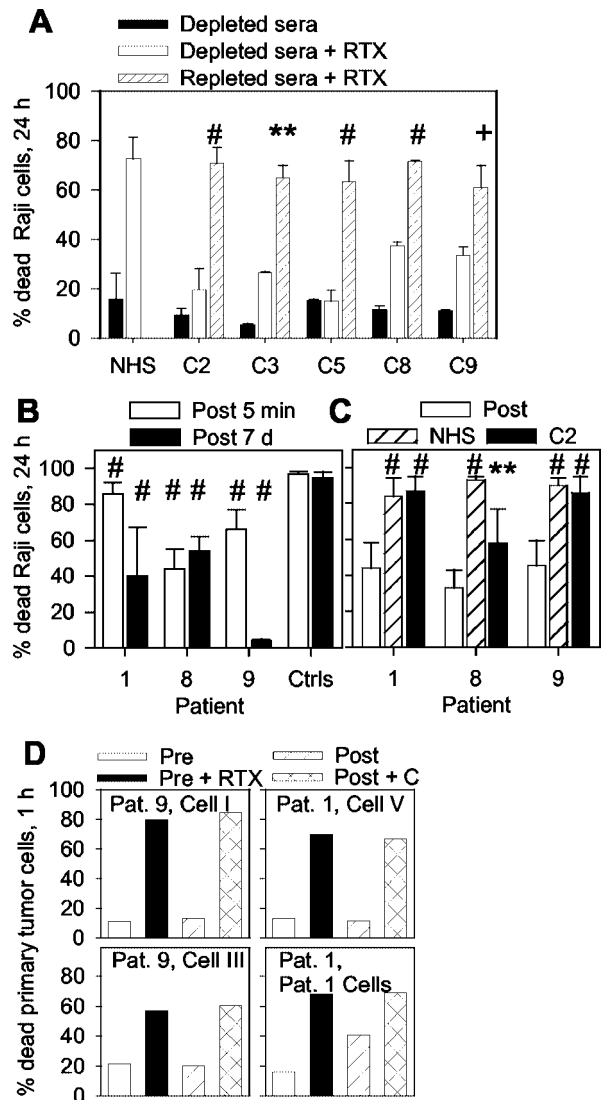 A
Depleted sera
Depleted sera + RTX
Repleted sera + RTX
% dead Raji cells, 24 h
100
80
60
40
20
0
# ** # # +
NHS C2 C3 C5 C8 C9
B
Post 5 min
Post 7 d
% dead Raji cells, 24 h
100
80
60
40
20
0
# # # # # #
1 8 9 Ctrls
Patient
C
Post
NHS C2
# # # ** # #
1 8 9
Patient
D
Pre Post
Pre + RTX Post + C
% dead primary tumor cells, 1 h
80
60
40
20
0
Pat. 9, Cell I
Pat. 1, Cell V
60
40
20
0
Pat. 9, Cell III
Pat. 1,
Pat. 1 Cells